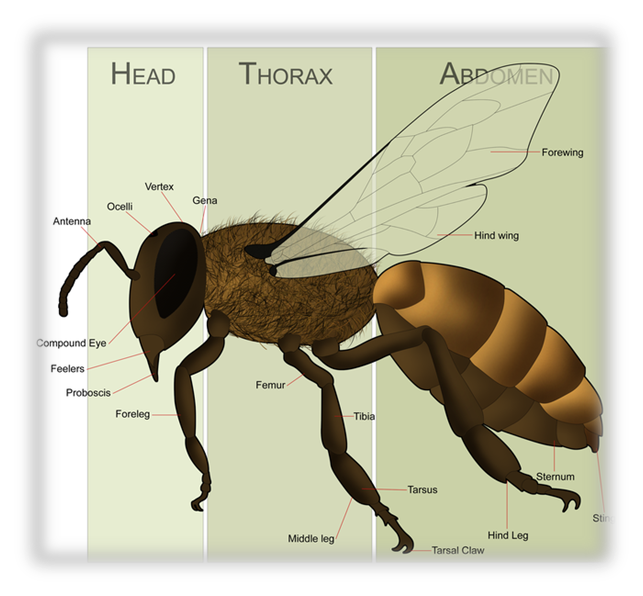 HEAD
THORAX
ABDOMEN
Vertex
Gena
Ocelli
Antenna
Forewing
Hind wing
Compound Eye
Feelers
Proboscis
Foreleg
Femur
Tibia
Tarsus
Sternum
Middle leg
Hind Leg
Tarsal Claw